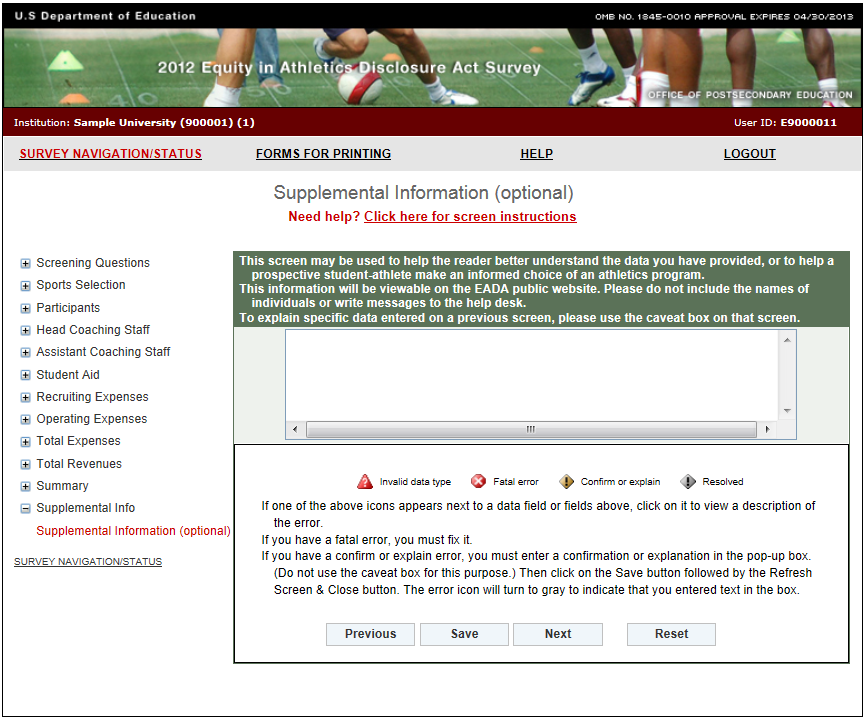 U.S Department of Education
OMB NO. 1845-0010 APPROVAL EXPIRES 04/30/2013
2012 Equity in Athletics Disclosure Act Survey
OFFICE OF POSTSECONDARY EDUCATION
Institution: Sample University (900001) (1)
User ID: E9000011
SURVEY NAVIGATION/STATUS
FORMS FOR PRINTING
HELP
LOGOUT
Supplemental Information (optional)
Need help? Click here for screen instructions
Screening Questions
Sports Selection
Participants
Head Coaching Staff
Assistant Coaching Staff
Student Aid
Recruiting Expenses
Operating Expenses
Total Expenses
Total Revenues
Summary
Supplemental Info
Supplemental Information (optional)
SURVEY NAVIGATION/STATUS
This screen may be used to help the reader better understand the data you have provided, or to help a
prospective student-athlete make an informed choice of an athletics program.
This information will be viewable on the EADA public website. Please do not include the names of
individuals or write messages to the help desk.
To explain specific data entered on a previous screen, please use the caveat box on that screen.
Invalid data type
Fatal error
Confirm or explain
Resolved
If one of the above icons appears next to a data field or fields above, click on it to view a description of
the error.
If you have a fatal error, you must fix it.
If you have a confirm or explain error, you must enter a confirmation or explanation in the pop-up box.
(Do not use the caveat box for this purpose.) Then click on the Save button followed by the Refresh
Screen & Close button. The error icon will turn to gray to indicate that you entered text in the box.
Previous
Save
Next
Reset